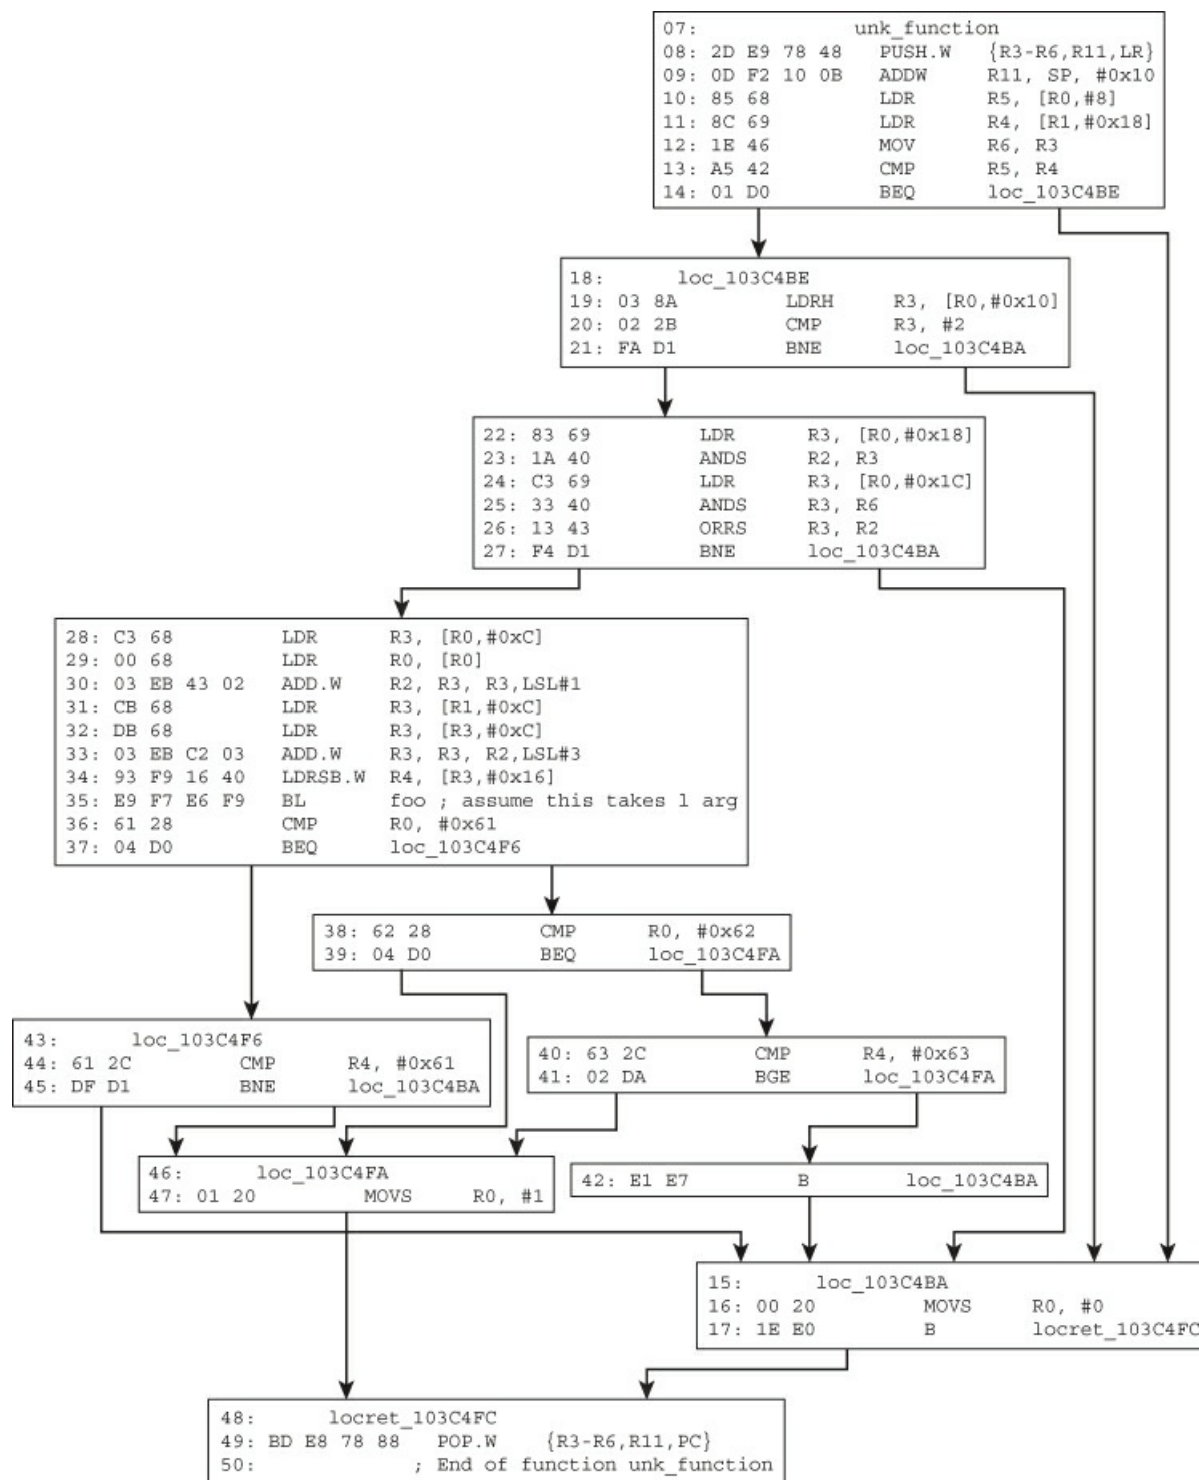 07: unk_function
08: 2D E9 78 48 PUSH.W {R3-R6,R11,LR}
09: 0D F2 10 0B ADDW R11, SP, #0x10
10: 85 68 LDR R5, [R0,#8]
11: 8C 69 LDR R4, [R1,#0x18]
12: 1E 46 MOV R6, R3
13: A5 42 CMP R5, R4
14: 01 D0 BEQ loc_103C4BE
18: loc_103C4BE
19: 03 8A LDRH R3, [R0,#0x10]
20: 02 2B CMP R3, #2
21: FA D1 BNE loc_103C4BA
22: 83 69 LDR R3, [R0,#0x18]
23: 1A 40 ANDS R2, R3
24: C3 69 LDR R3, [R0,#0x1C]
25: 33 40 ANDS R3, R6
26: 13 43 ORRS R3, R2
27: F4 D1 BNE loc_103C4BA
28: C3 68 LDR R3, [R0,#0xC]
29: 00 68 LDR R0, [R0]
30: 03 EB 43 02 ADD.W R2, R3, R3,LSL#1
31: CB 68 LDR R3, [R1,#0xC]
32: DB 68 LDR R3, [R3,#0xC]
33: 03 EB C2 03 ADD.W R3, R3, R2,LSL#3
34: 93 F9 16 40 LDRSB.W R4, [R3,#0x16]
35: E9 F7 E6 F9 BL foo ; assume this takes 1 arg
36: 61 28 CMP R0, #0x61
37: 04 D0 BEQ loc_103C4F6
38: 62 28 CMP R0, #0x62
39: 04 D0 BEQ loc_103C4FA
43: loc_103C4F6
44: 61 2C CMP R4, #0x61
45: DF D1 BNE loc_103C4BA
40: 63 2C CMP R4, #0x63
41: 02 DA BGE loc_103C4FA
46: loc_103C4FA
47: 01 20 MOVS R0, #1
42: E1 E7 B loc_103C4BA
15: loc_103C4BA
16: 00 20 MOVS R0, #0
17: 1E E0 B locret_103C4FC
48: locret_103C4FC
49: BD E8 78 88 POP.W {R3-R6,R11,PC}
50: ; End of function unk_function